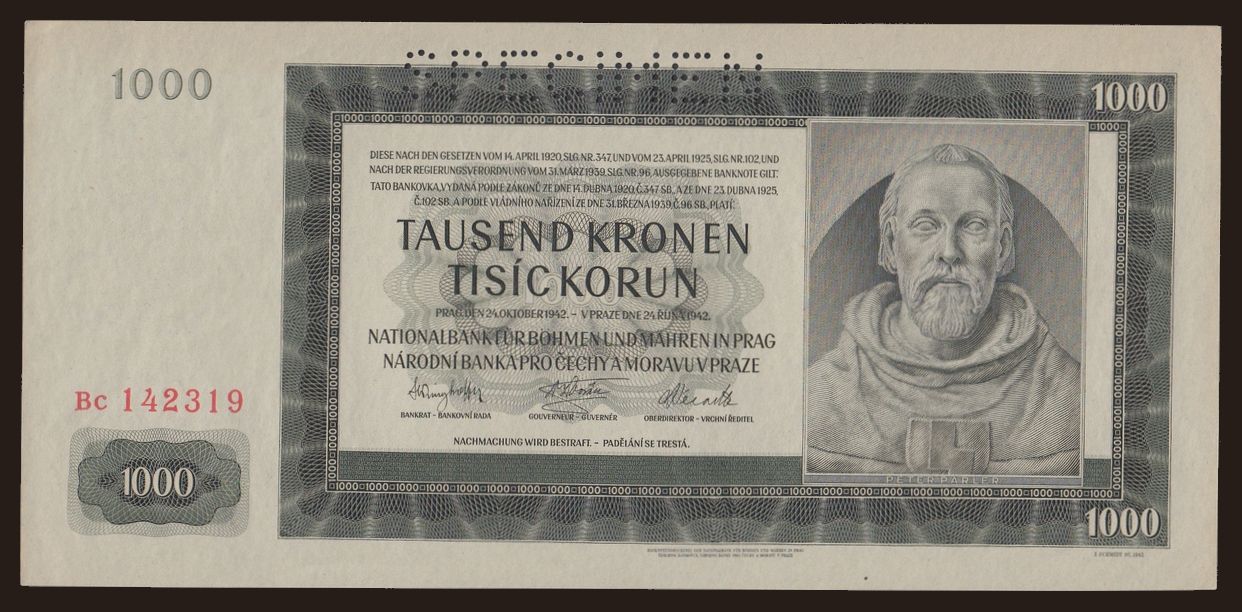 SPECIMEN
1000
1000
DIESE NACH DEN GESETZEN VOM 14. APRIL 1920, SLG. NR. 347, UND VOM 23. APRIL 1925, SLG. NR. 102, UND
NACH DER REGIERUNGSVERORDNUNG VOM 31. MÄRZ 1939, SLG. NR. 96, AUSGEGEBENE BANKNOTE GILT.
TATO BANKOVKA, VYDANÁ PODLE ZÁKONŮ ZE DNE 14. DUBNA 1920, Č. 347 SB., A ZE DNE 23. DUBNA 1925,
Č. 102 SB. A PODLE VLÁDNÍHO NAŘÍZENÍ ZE DNE 31. BŘEZNA 1939, Č. 96 SB., PLATÍ:
TAUSEND KRONEN
TISÍC KORUN
PRAG, DEN 24. OKTOBER 1942. – V PRAZE DNE 24. ŘÍJNA 1942.
NATIONALBANK FÜR BÖHMEN UND MÄHREN IN PRAG
NÁRODNÍ BANKA PRO ČECHY A MORAVU V PRAZE
BANKRAT – BANKOVNÍ RADA
GOUVERNEUR – GUVERNÉR
OBERDIREKTOR – VRCHNÍ ŘEDITEL
NACHMACHUNG WIRD BESTRAFT. – PADĚLÁNÍ SE TRESTÁ.
Bc 142319
1000
PETER PARLER
1000